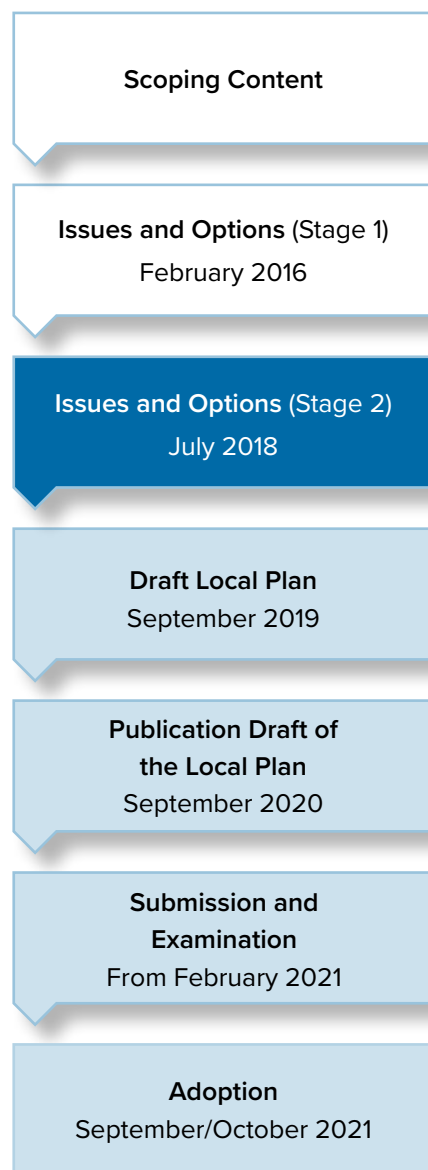 Scoping Content
Issues and Options (Stage 1)
February 2016
Issues and Options (Stage 2)
July 2018
Draft Local Plan
September 2019
Publication Draft of
the Local Plan
September 2020
Submission and
Examination
From February 2021
Adoption
September/October 2021